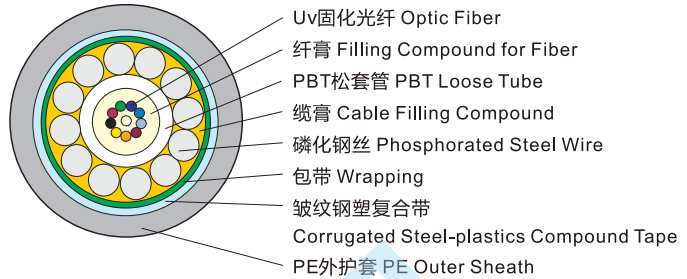 Uv固化光纤 Optic Fiber
纤膏 Filling Compound for Fiber
PBT松套管 PBT Loose Tube
缆膏 Cable Filling Compound
磷化钢丝 Phosphorated Steel Wire
包带 Wrapping
皱纹钢塑复合带
Corrugated Steel-plastics Compound Tape
PE外护套 PE Outer Sheath